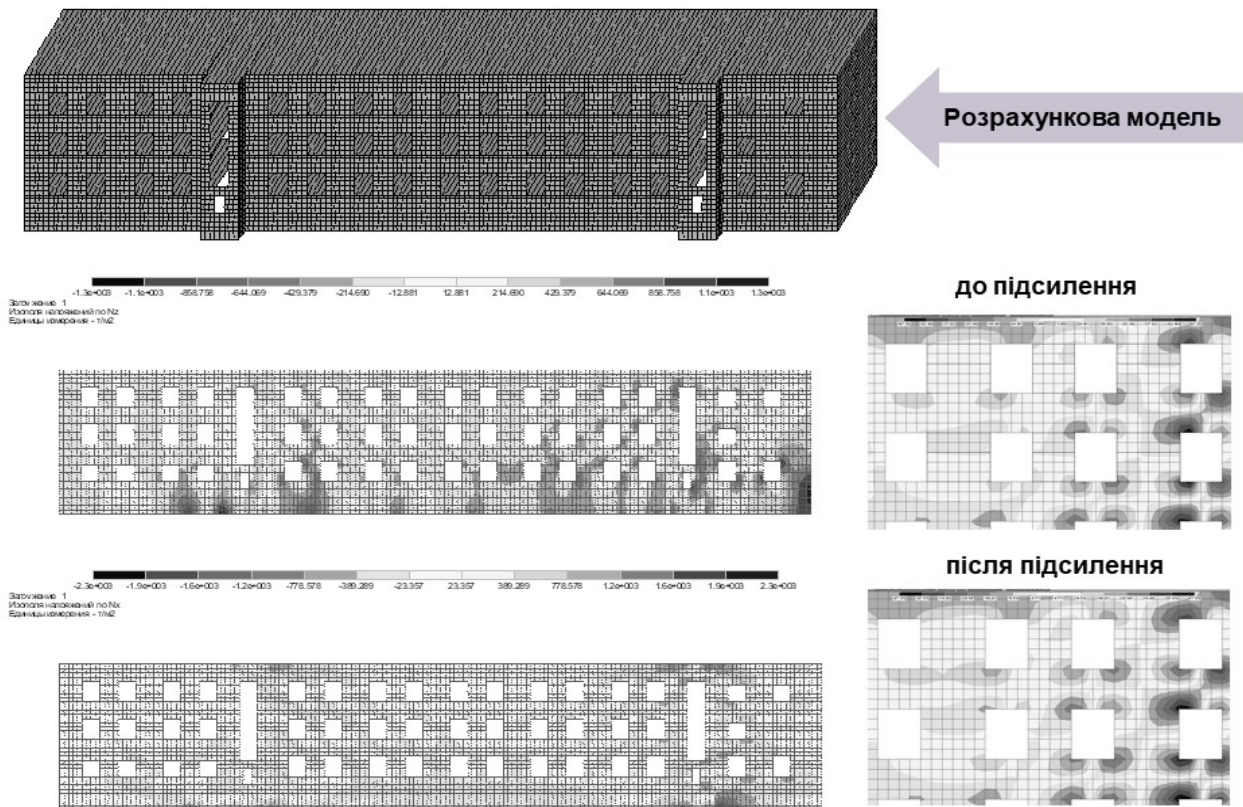 Розрахункова модель
-1.3e+003 -1.1e+003 -858.758 -644.069 -429.379 -214.690 -12.881 12.881 214.690 429.379 644.069 858.758 1.1e+003 1.3e+003
Загружение 1
Изополя напряжений по Nz
Единицы измерения - т/м2
до підсилення
-2.3e+003 -1.9e+003 -1.6e+003 -1.2e+003 -778.578 -389.289 -23.357 23.357 389.289 778.578 1.2e+003 1.6e+003 1.9e+003 2.3e+003
Загружение 1
Изополя напряжений по Nx
Единицы измерения - т/м2
після підсилення